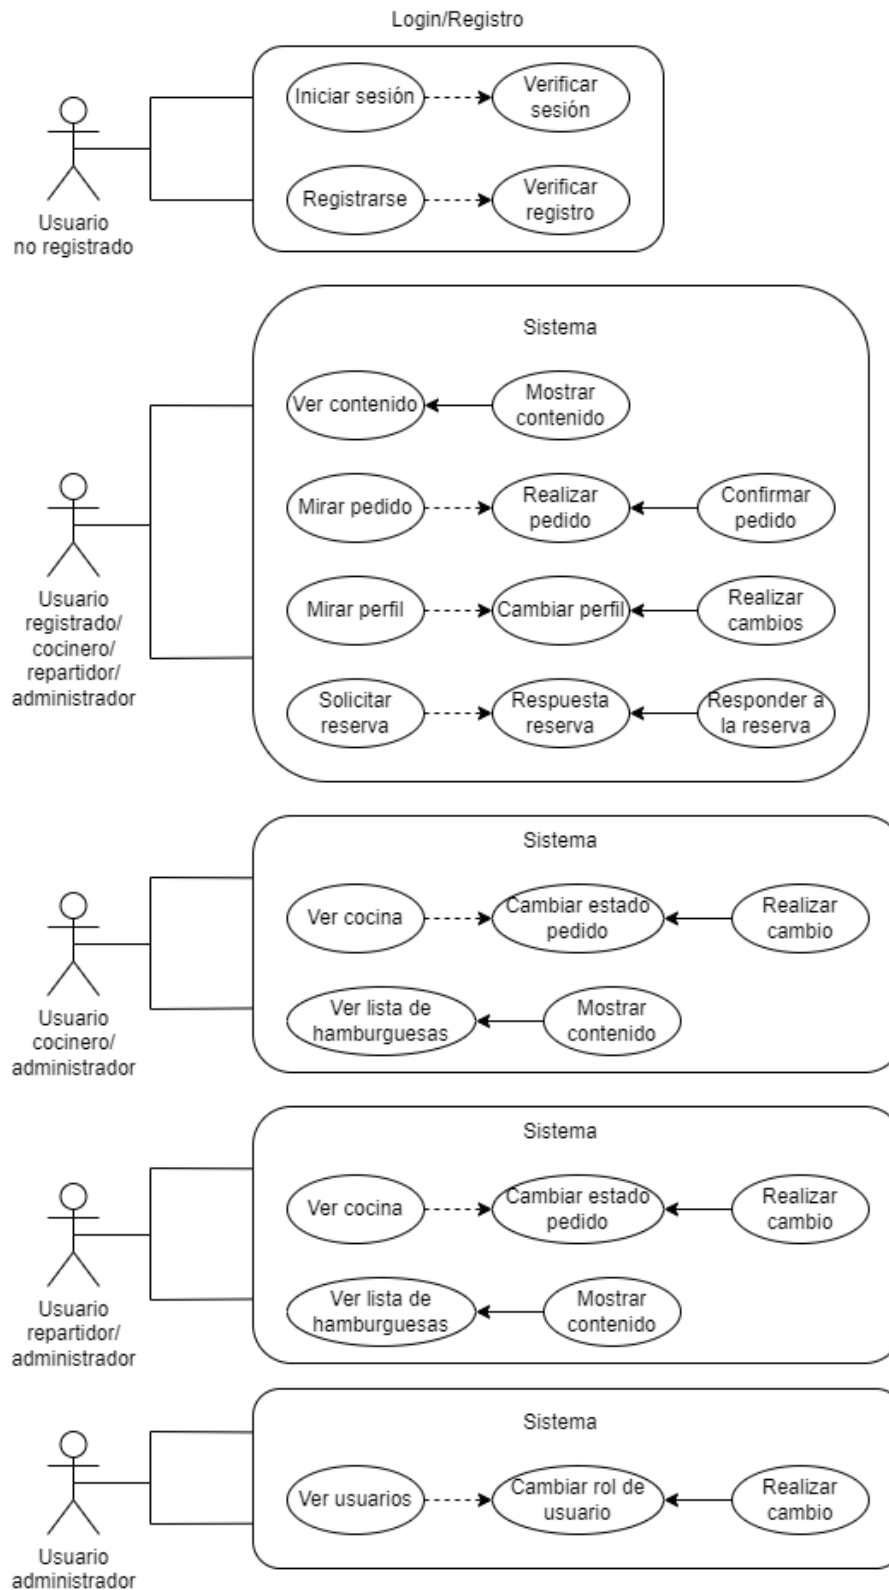 Login/Registro
Iniciar sesión
Verificar
sesión
Registrarse
Verificar
registro
Usuario
no registrado
Sistema
Ver contenido
Mostrar
contenido
Mirar pedido
Realizar
pedido
Confirmar
pedido
Mirar perfil
Cambiar perfil
Realizar
cambios
Solicitar
reserva
Respuesta
reserva
Responder a
la reserva
Usuario
registrado/
cocinero/
repartidor/
administrador
Sistema
Ver cocina
Cambiar estado
pedido
Realizar
cambio
Ver lista de
hamburguesas
Mostrar
contenido
Usuario
cocinero/
administrador
Sistema
Ver cocina
Cambiar estado
pedido
Realizar
cambio
Ver lista de
hamburguesas
Mostrar
contenido
Usuario
repartidor/
administrador
Sistema
Ver usuarios
Cambiar rol de
usuario
Realizar
cambio
Usuario
administrador